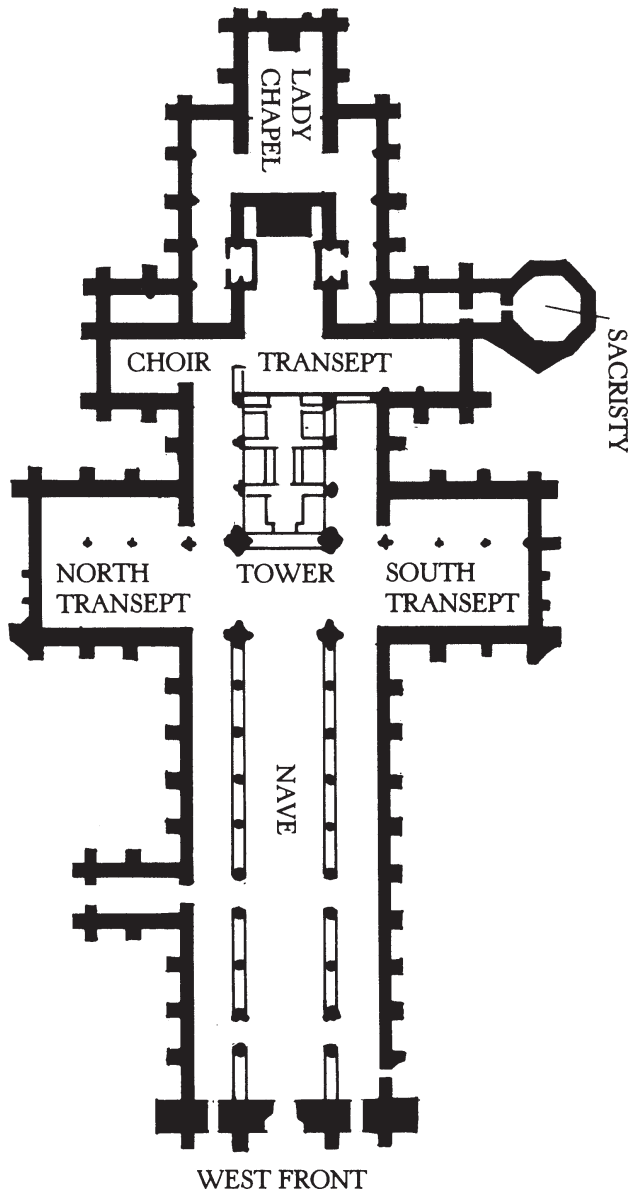 LADY
CHAPEL
CHOIR TRANSEPT
SACRISTY
NORTH
TRANSEPT
TOWER
SOUTH
TRANSEPT
NAVE
WEST FRONT